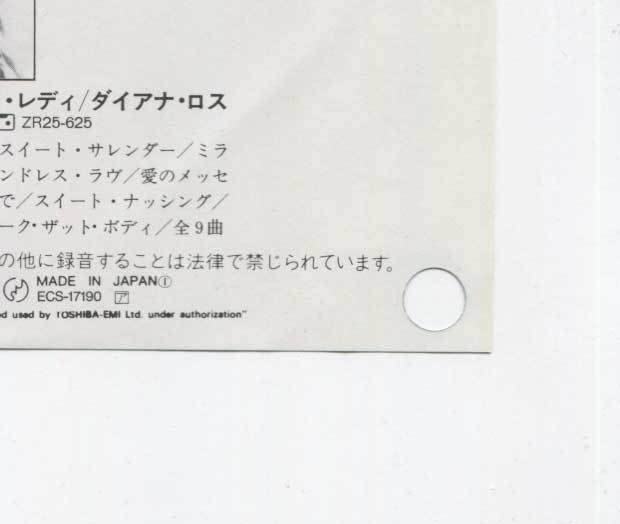 ・レディ/ダイアナ・ロス
ZR25-625
スイート・サレンダー/ミラ
ンドレス・ラヴ/愛のメッセ
で/スイート・ナッシング/
ーク・ザット・ボディ/全9曲
の他に録音することは法律で禁じられています。
MADE IN JAPANⒾ
ECS-17190 ア
ed used by TOSHIBA-EMI Ltd. under authorization"